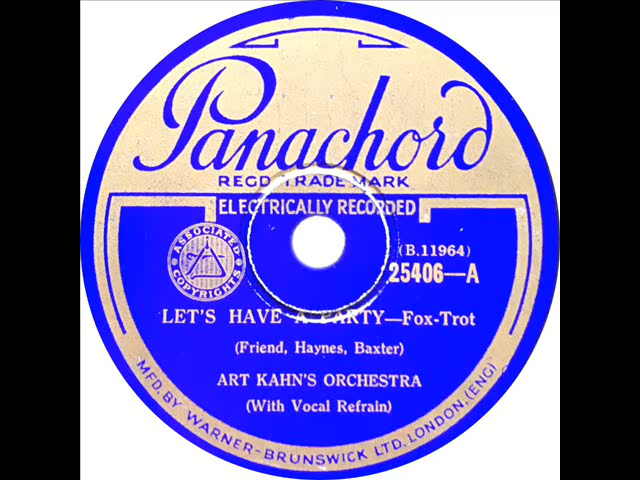 Panachord
REGD TRADE MARK
ELECTRICALLY RECORDED
ASSOCIATED
COPYRIGHTS
(B.11964)
25406—A
LET'S HAVE A PARTY—Fox-Trot
(Friend, Haynes, Baxter)
ART KAHN'S ORCHESTRA
(With Vocal Refrain)
MFD. BY WARNER-BRUNSWICK LTD. LONDON, (ENG)